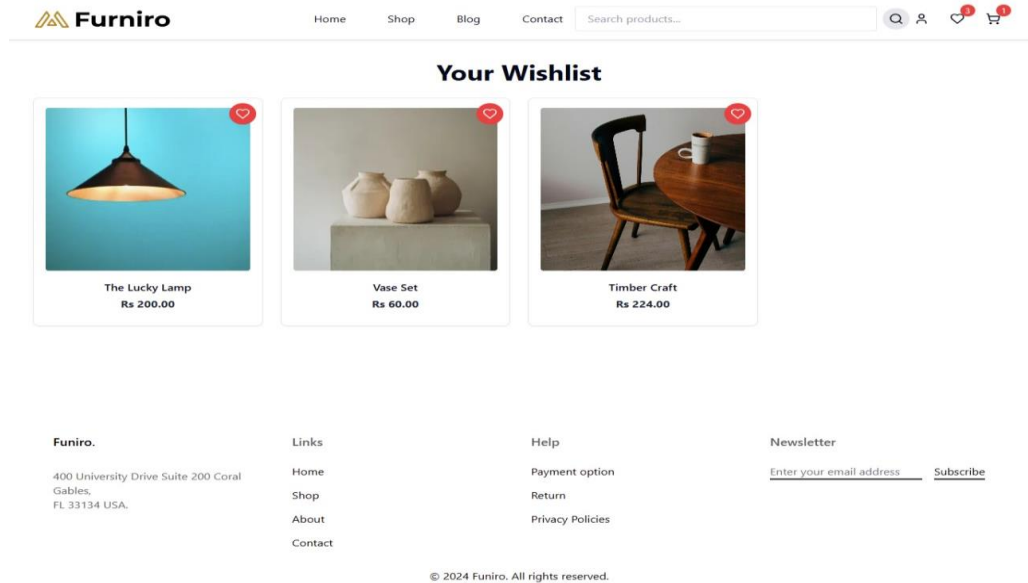 Furniro
Home Shop Blog Contact Search products... 3 1
Your Wishlist
The Lucky Lamp
Rs 200.00
Vase Set
Rs 60.00
Timber Craft
Rs 224.00
Funiro.
400 University Drive Suite 200 Coral
Gables,
FL 33134 USA.
Links
Home
Shop
About
Contact
Help
Payment option
Return
Privacy Policies
Newsletter
Enter your email address Subscribe
© 2024 Funiro. All rights reserved.